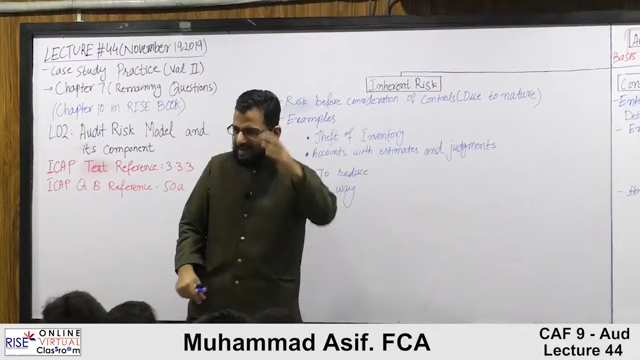 LECTURE #44 (November 19, 2019)
- Case Study Practice (Vol II)
→ Chapter 7 (Remaining Questions)
(Chapter 10 in RISE BOOK)
LO2: Audit Risk Model and
its Component
ICAP Text Reference: 3.3.3
ICAP Q B Reference: 50a
Inherent Risk
Risk before consideration of Controls (Due to nature)
- Examples
• Theft of Inventory
• Accounts with estimates and judgments
To reduce
way
Basis
RISE
ONLINE
VIRTUAL
Classroom
Muhammad Asif. FCA
CAF 9 - Aud
Lecture 44